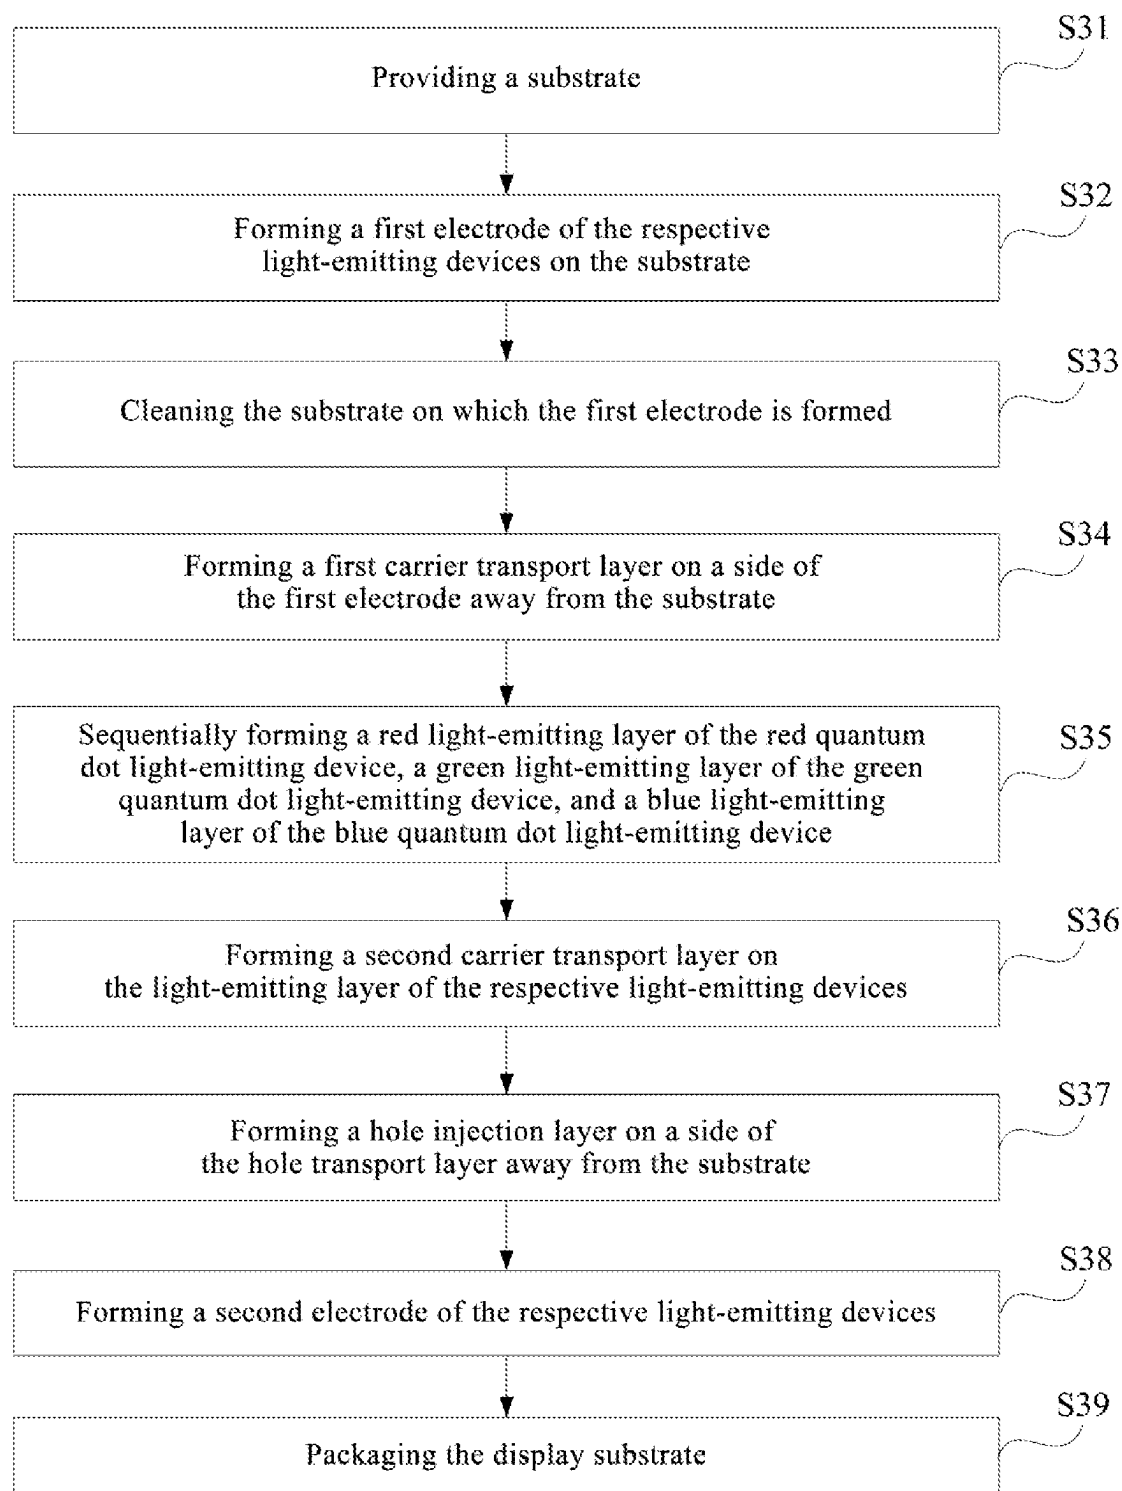 S31
Providing a substrate
S32
Forming a first electrode of the respective
light-emitting devices on the substrate
S33
Cleaning the substrate on which the first electrode is formed
S34
Forming a first carrier transport layer on a side of
the first electrode away from the substrate
S35
Sequentially forming a red light-emitting layer of the red quantum
dot light-emitting device, a green light-emitting layer of the green
quantum dot light-emitting device, and a blue light-emitting
layer of the blue quantum dot light-emitting device
S36
Forming a second carrier transport layer on
the light-emitting layer of the respective light-emitting devices
S37
Forming a hole injection layer on a side of
the hole transport layer away from the substrate
S38
Forming a second electrode of the respective light-emitting devices
S39
Packaging the display substrate